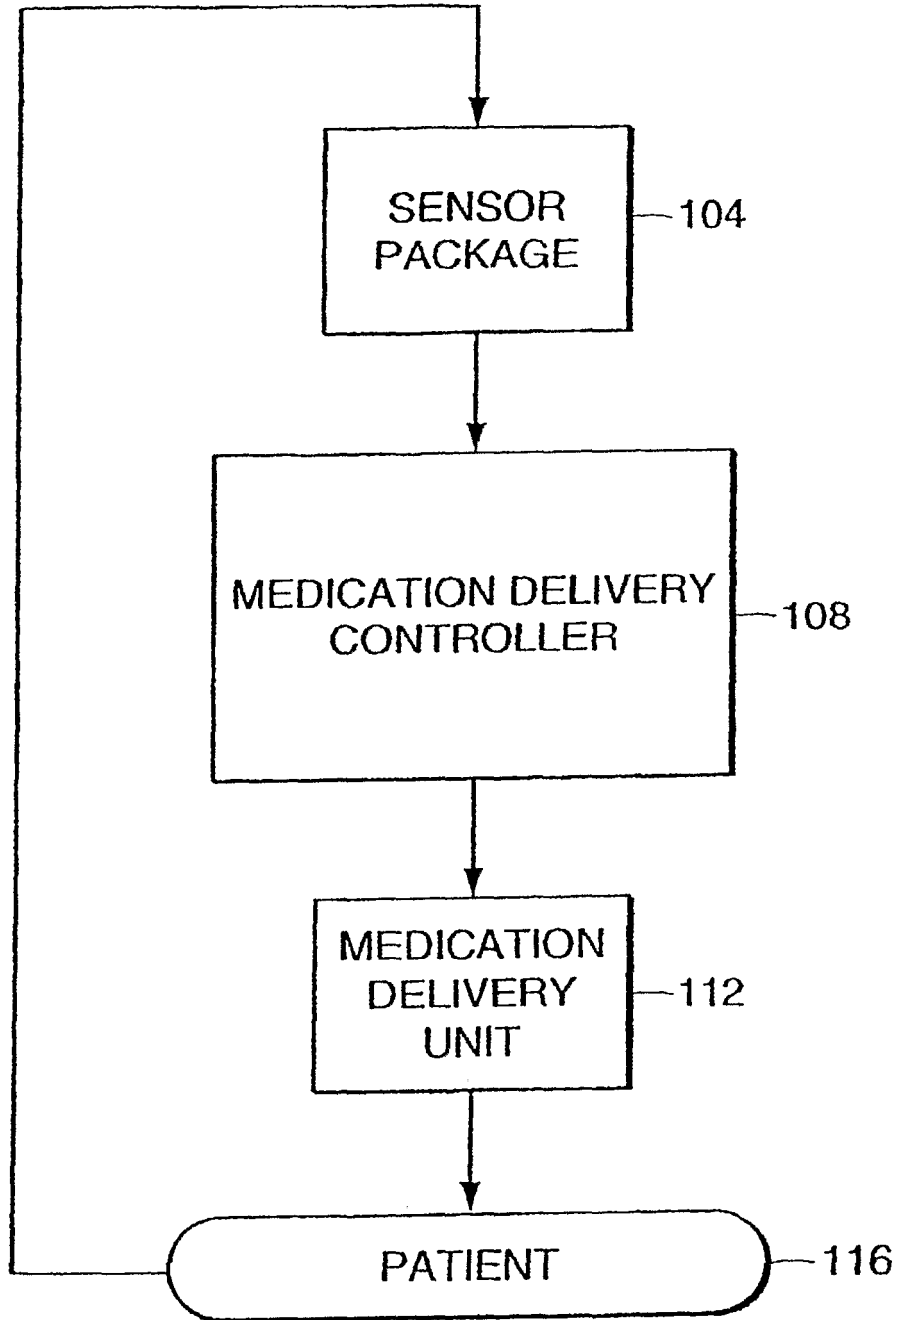 SENSOR
PACKAGE
104
MEDICATION DELIVERY
CONTROLLER
108
MEDICATION
DELIVERY
UNIT
112
PATIENT
116